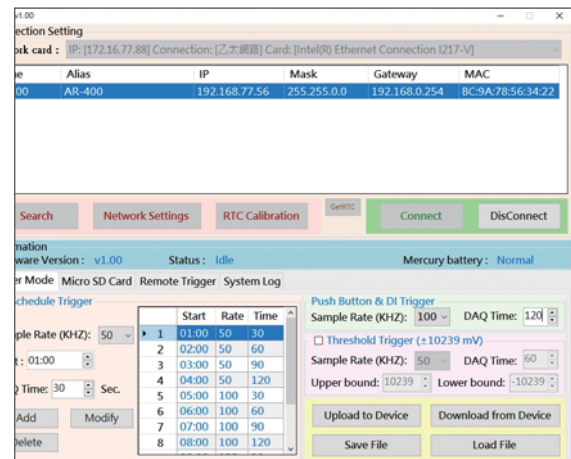 v1.00
ection Setting
ork card : IP: [172.16.77.88] Connection: [乙太網路] Card: [Intel(R) Ethernet Connection I217-V]
e Alias IP Mask Gateway MAC
00 AR-400 192.168.77.56 255.255.0.0 192.168.0.254 BC:9A:78:56:34:22
Search Network Settings RTC Calibration GetRTC Connect DisConnect
mation
ware Version : v1.00 Status : Idle Mercury battery : Normal
er Mode Micro SD Card Remote Trigger System Log
chedule Trigger
ple Rate (KHZ): 50
t : 01:00
Q Time: 30 Sec.
Add Modify
Delete
Start Rate Time
1 01:00 50 30
2 02:00 50 60
3 03:00 50 90
4 04:00 50 120
5 05:00 100 30
6 06:00 100 60
7 07:00 100 90
8 08:00 100 120
Push Button & DI Trigger
Sample Rate (KHZ): 100 DAQ Time: 120
Threshold Trigger (±10239 mV)
Sample Rate (KHZ): 50 DAQ Time: 60
Upper bound: 10239 Lower bound: -10239
Upload to Device Download from Device
Save File Load File